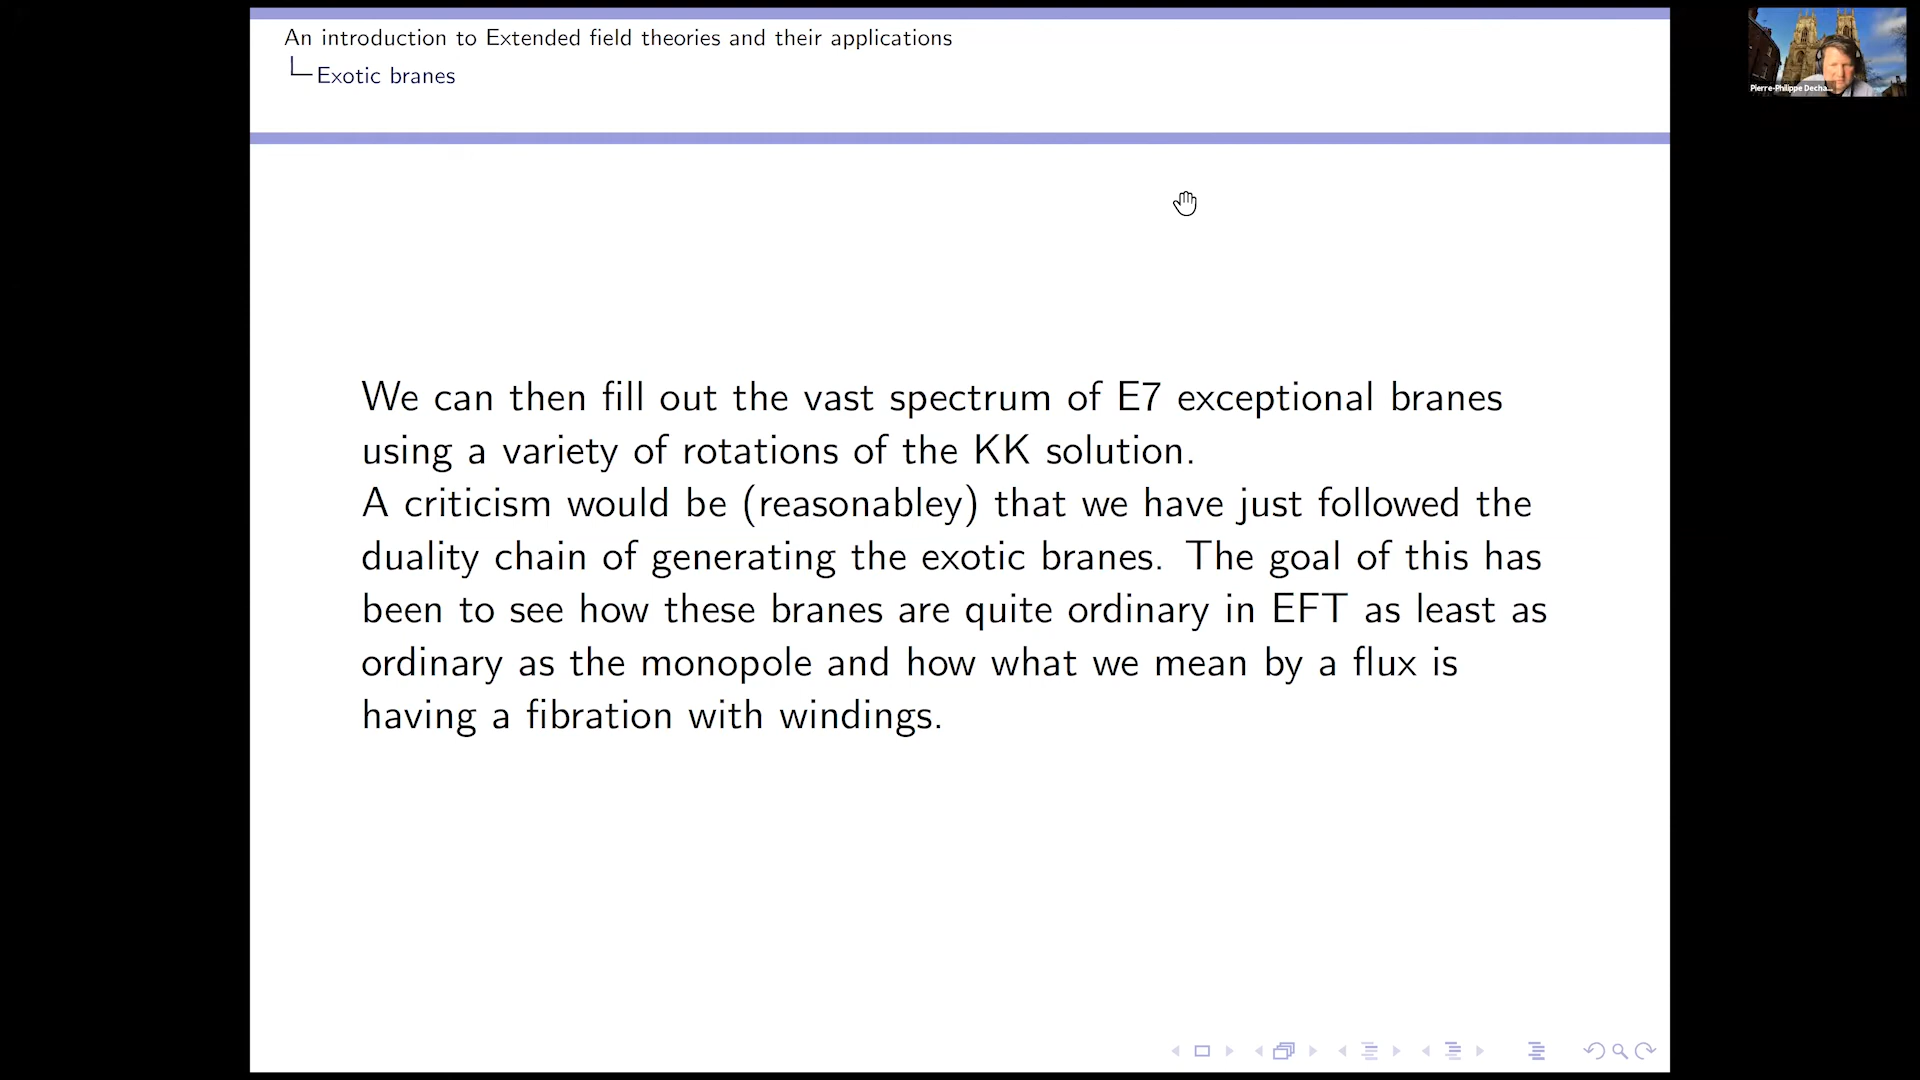 An introduction to Extended field theories and their applications
Exotic branes
Pierre-Philippe Decha...
We can then fill out the vast spectrum of E7 exceptional branes
using a variety of rotations of the KK solution.
A criticism would be (reasonabley) that we have just followed the
duality chain of generating the exotic branes. The goal of this has
been to see how these branes are quite ordinary in EFT as least as
ordinary as the monopole and how what we mean by a flux is
having a fibration with windings.